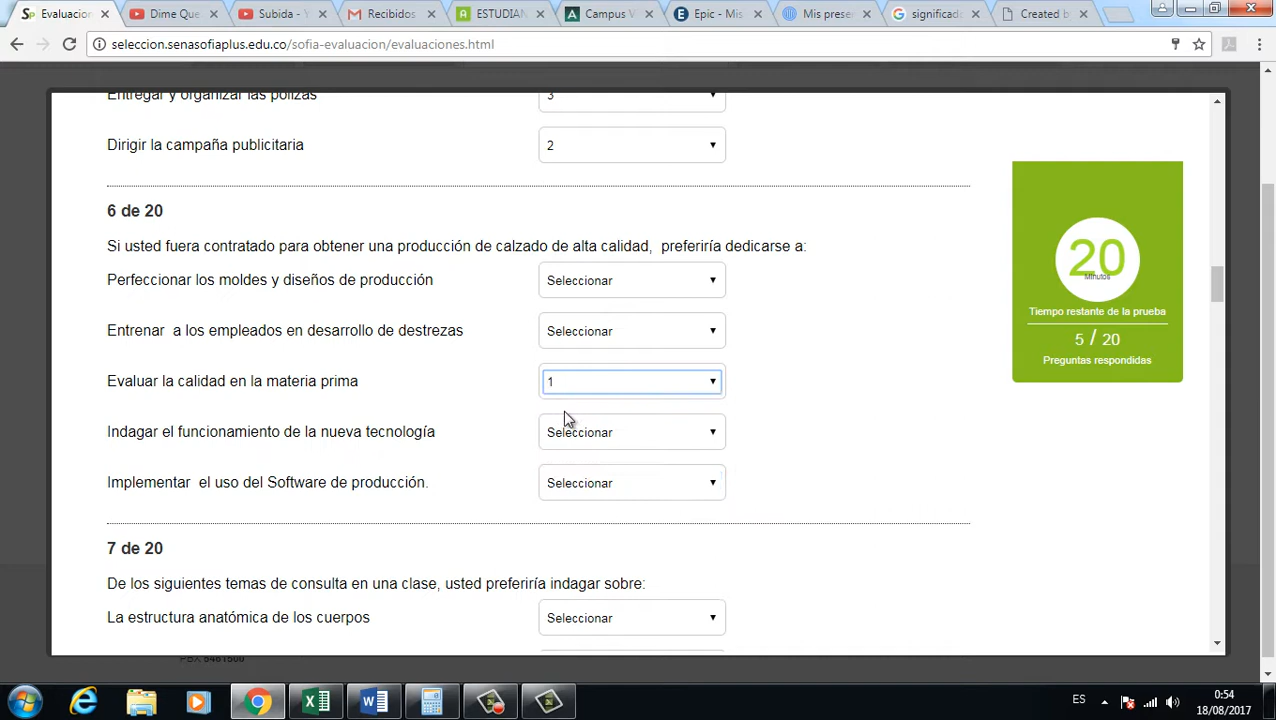 Evaluacion
Dime Que
Subida - Y
Recibidos
ESTUDIAN
Campus V
Epic - Mis
Mis prese
significad
Created b
seleccion.senasofiaplus.edu.co/sofia-evaluacion/evaluaciones.html
Entregar y organizar las pólizas
3
Dirigir la campaña publicitaria
2
6 de 20
Si usted fuera contratado para obtener una producción de calzado de alta calidad, preferiría dedicarse a:
Perfeccionar los moldes y diseños de producción
Seleccionar
Entrenar a los empleados en desarrollo de destrezas
Seleccionar
Evaluar la calidad en la materia prima
1
Indagar el funcionamiento de la nueva tecnología
Seleccionar
Implementar el uso del Software de producción.
Seleccionar
7 de 20
De los siguientes temas de consulta en una clase, usted preferiría indagar sobre:
La estructura anatómica de los cuerpos
Seleccionar
20
Minutos
Tiempo restante de la prueba
5 / 20
Preguntas respondidas
PBX 5461500
ES
0:54
18/08/2017